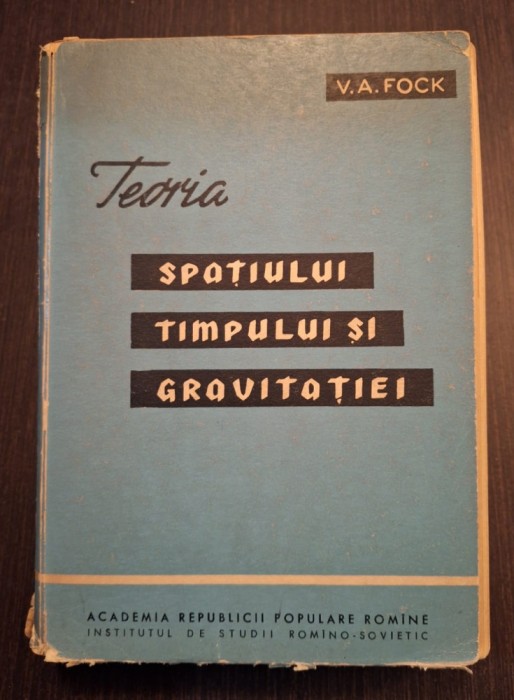 V. A. FOCK
Teoria
SPAȚIULUI
TIMPULUI ȘI
GRAVITAȚIEI
ACADEMIA REPUBLICII POPULARE ROMÎNE
INSTITUTUL DE STUDII ROMÎNO-SOVIETIC